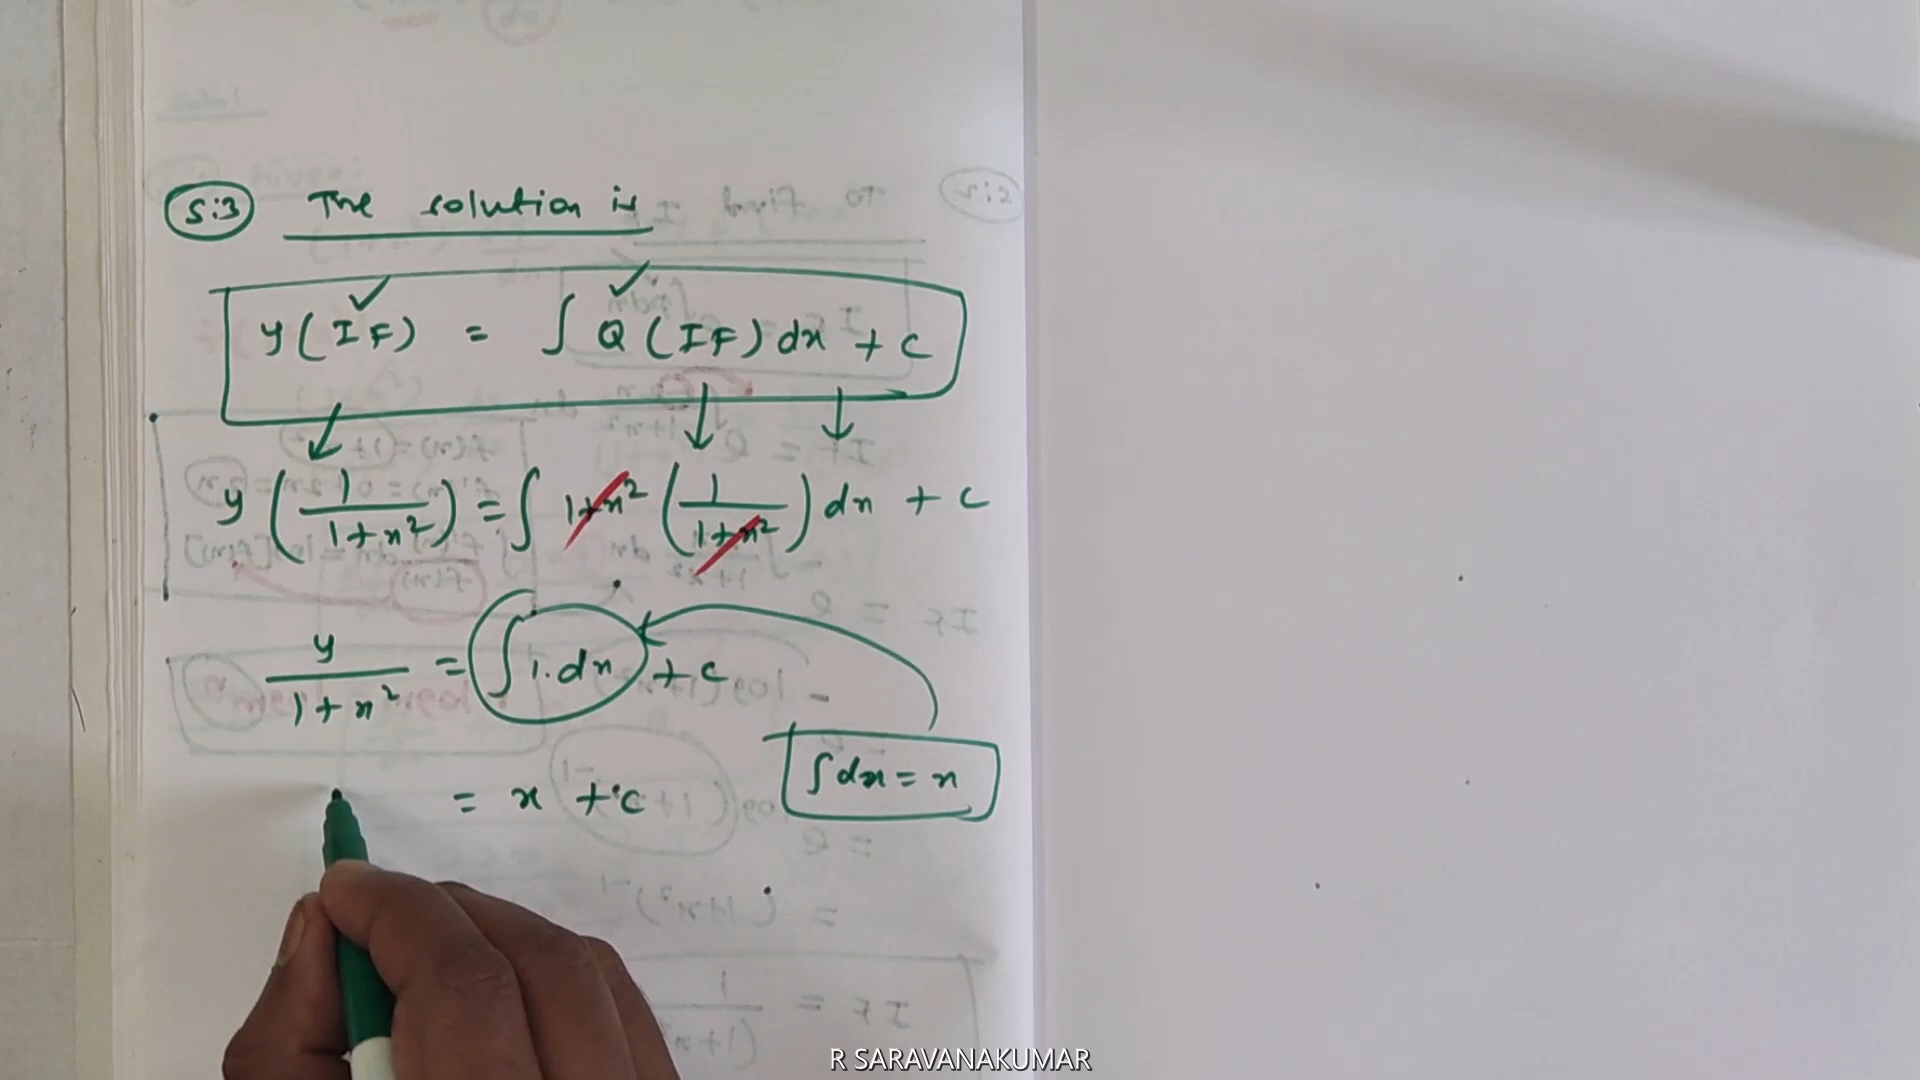 S:3 The solution is
y(IF) = ∫ Q (IF) dx + c
y (1/(1+x²)) = ∫ 1+x² (1/(1+x²)) dx + c
y/(1+x²) = ∫ 1.dx + c
∫dx = x
= x + c
R SARAVANAKUMAR